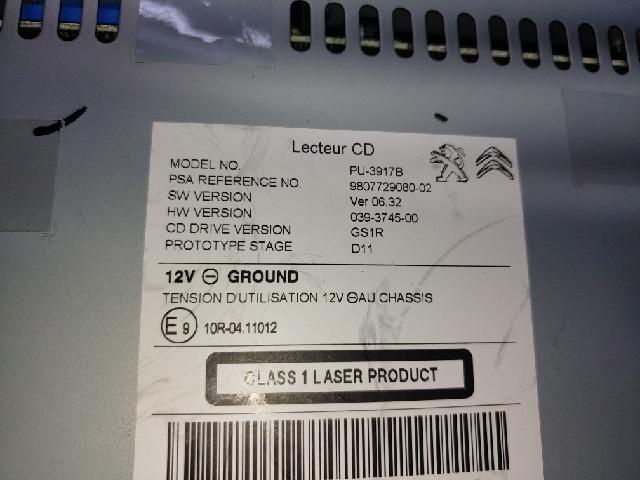 Lecteur CD
MODEL NO. PU-3917B
PSA REFERENCE NO. 9807729080-02
SW VERSION Ver 06.32
HW VERSION 039-3745-00
CD DRIVE VERSION GS1R
PROTOTYPE STAGE D11
12V ⊖ GROUND
TENSION D'UTILISATION 12V ⊖ AU CHASSIS
E9 10R-04.11012
CLASS 1 LASER PRODUCT